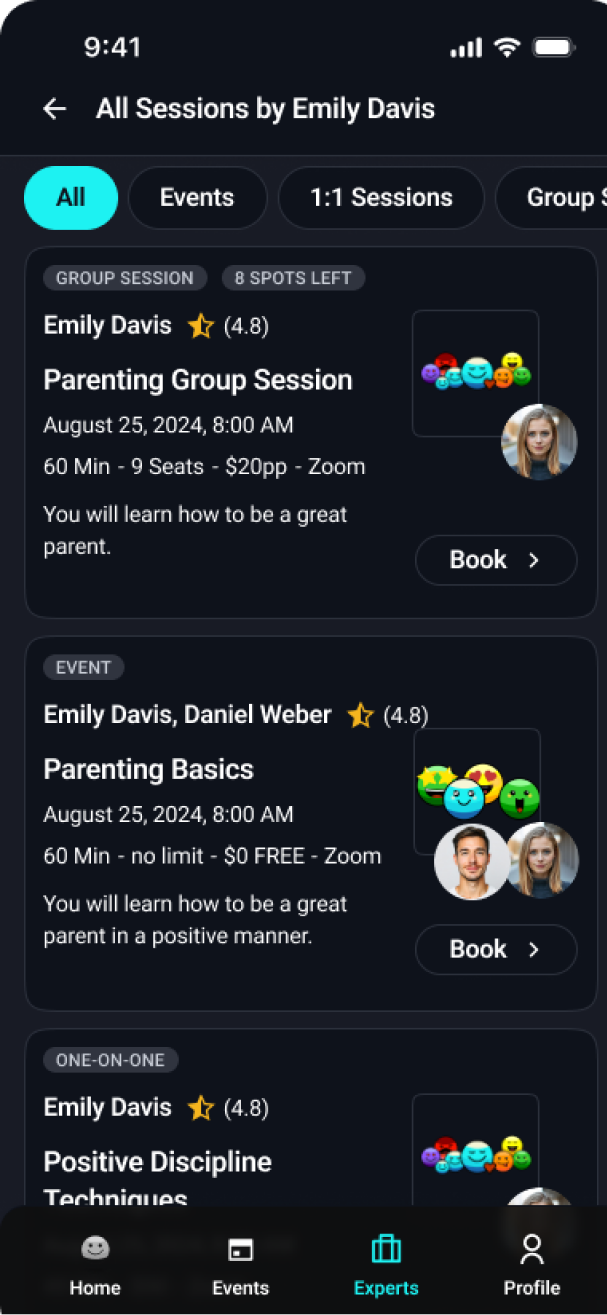 9:41
All Sessions by Emily Davis
All Events 1:1 Sessions Group S
GROUP SESSION 8 SPOTS LEFT
Emily Davis (4.8)
Parenting Group Session
August 25, 2024, 8:00 AM
60 Min - 9 Seats - $20pp - Zoom
You will learn how to be a great
parent.
Book
EVENT
Emily Davis, Daniel Weber (4.8)
Parenting Basics
August 25, 2024, 8:00 AM
60 Min - no limit - $0 FREE - Zoom
You will learn how to be a great
parent in a positive manner.
Book
ONE-ON-ONE
Emily Davis (4.8)
Positive Discipline
Techniques
Home Events Experts Profile